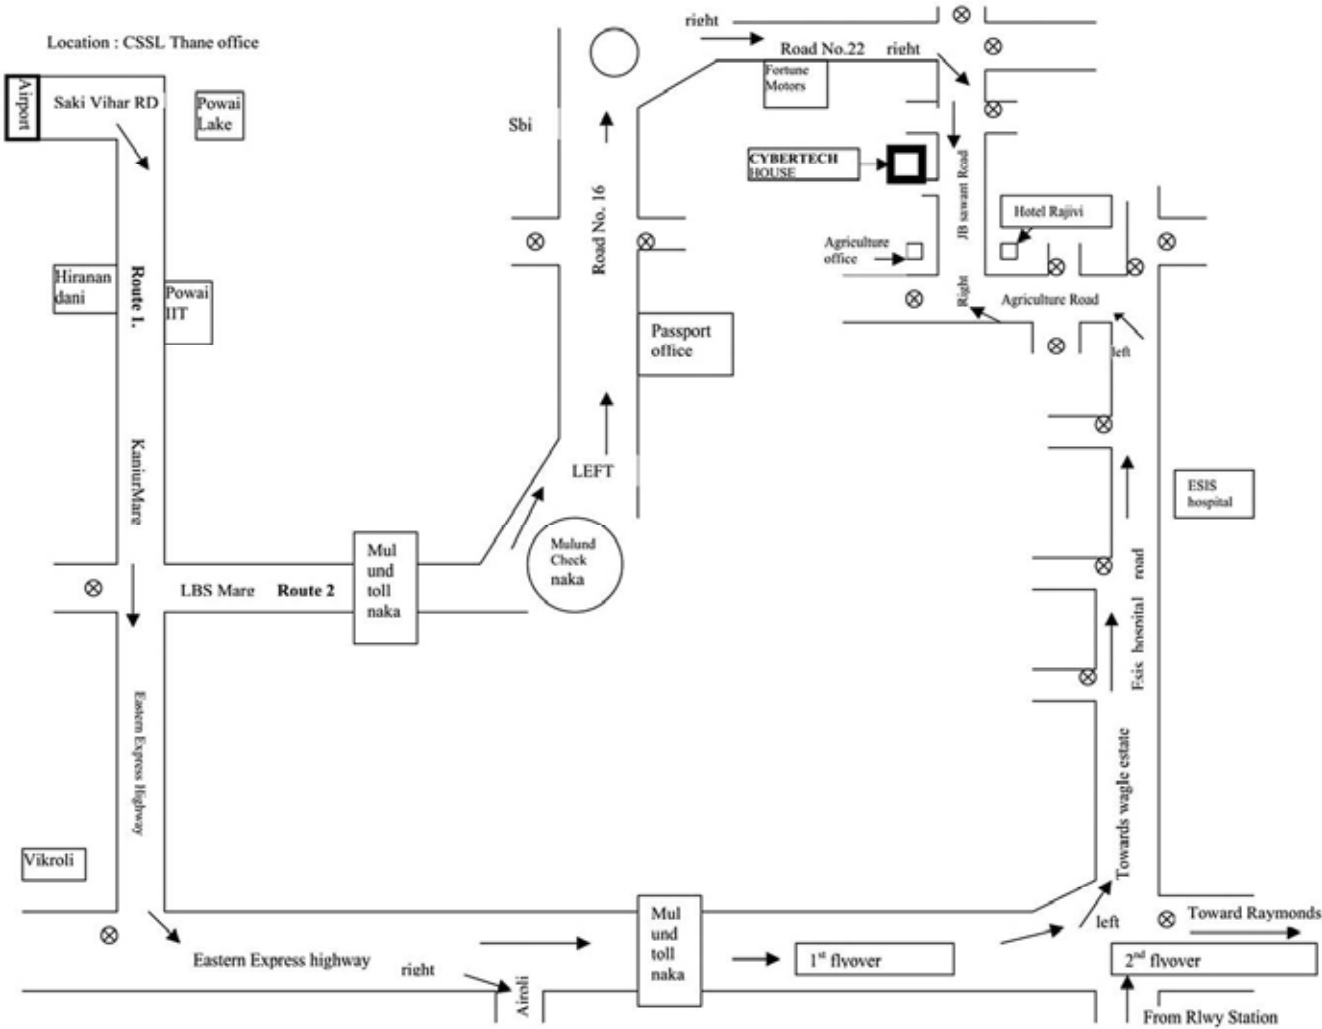 right
Location : CSSL Thane office
Road No.22 right
Fortune
Motors
Airport
Saki Vihar RD
Powai
Lake
Sbi
CYBERTECH
HOUSE
JB sawant Road
Hotel Rajivi
Road No. 16
Agriculture
office
Hiranan
dani
Route 1.
Powai
IIT
Right
Agriculture Road
Passport
office
left
KanjurMarg
LEFT
ESIS
hospital
Mul
und
toll
naka
Mulund
Check
naka
LBS Marg Route 2
Esis hospital road
Eastern Express Highway
Towards wagle estate
Vikroli
Mul
und
toll
naka
left
Toward Raymonds
Eastern Express highway
right
1st flyover
2nd flyover
Airoli
From Rlwy Station